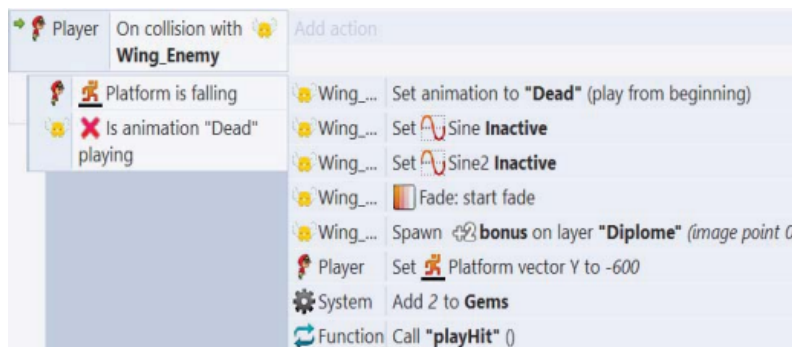 Player On collision with Wing_Enemy Add action
Platform is falling
Is animation "Dead" playing
Wing_... Set animation to "Dead" (play from beginning)
Wing_... Set Sine Inactive
Wing_... Set Sine2 Inactive
Wing_... Fade: start fade
Wing_... Spawn +2 bonus on layer "Diplome" (image point 0
Player Set Platform vector Y to -600
System Add 2 to Gems
Function Call "playHit" ()